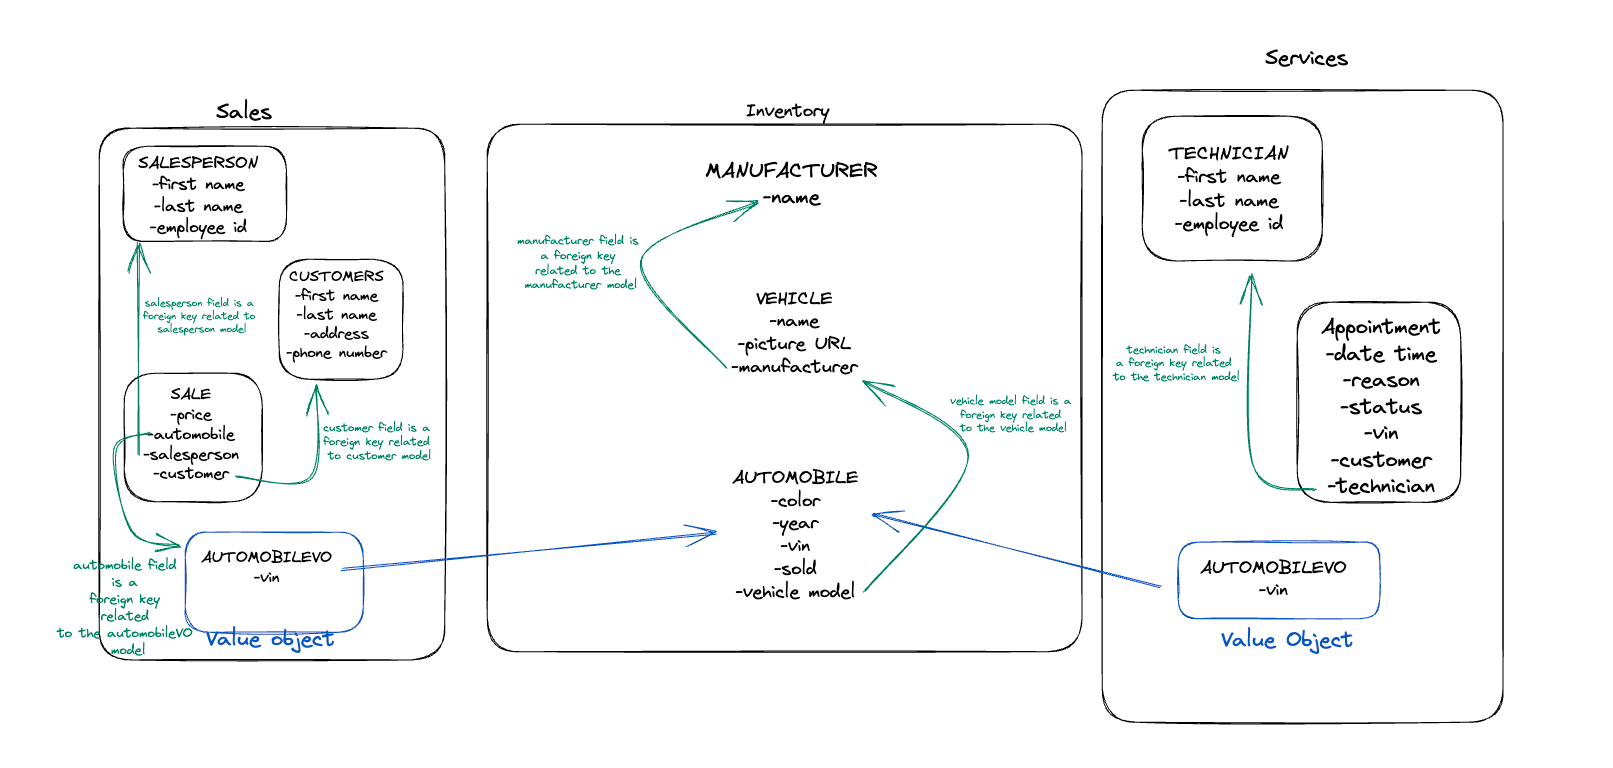 Sales
SALESPERSON
-first name
-last name
-employee id
CUSTOMERS
-first name
-last name
-address
-phone number
salesperson field is a
foreign key related to
salesperson model
SALE
-price
-automobile
-salesperson
-customer
customer field is a
foreign key related
to customer model
AUTOMOBILEVO
-vin
Value object
automobile field
is a
foreign key
related
to the automobileVO
model
Inventory
MANUFACTURER
-name
manufacturer field is
a foreign key
related to the
manufacturer model
VEHICLE
-name
-picture URL
-manufacturer
vehicle model field is a
foreign key related
to the vehicle model
AUTOMOBILE
-color
-year
-vin
-sold
-vehicle model
Services
TECHNICIAN
-first name
-last name
-employee id
technician field is
a foreign key related
to the technician model
Appointment
-date time
-reason
-status
-vin
-customer
-technician
AUTOMOBILEVO
-vin
Value Object